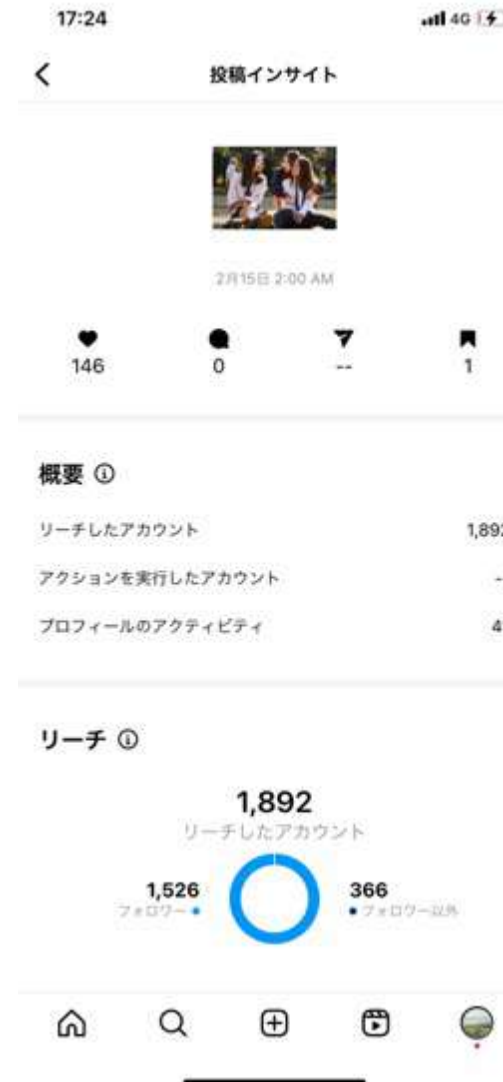 17:24
4G
投稿インサイト
2月15日 2:00 AM
146
0
--
1
概要
リーチしたアカウント
1,892
アクションを実行したアカウント
プロフィールのアクティビティ
4
リーチ
1,892
リーチしたアカウント
1,526
フォロワー
366
フォロワー以外